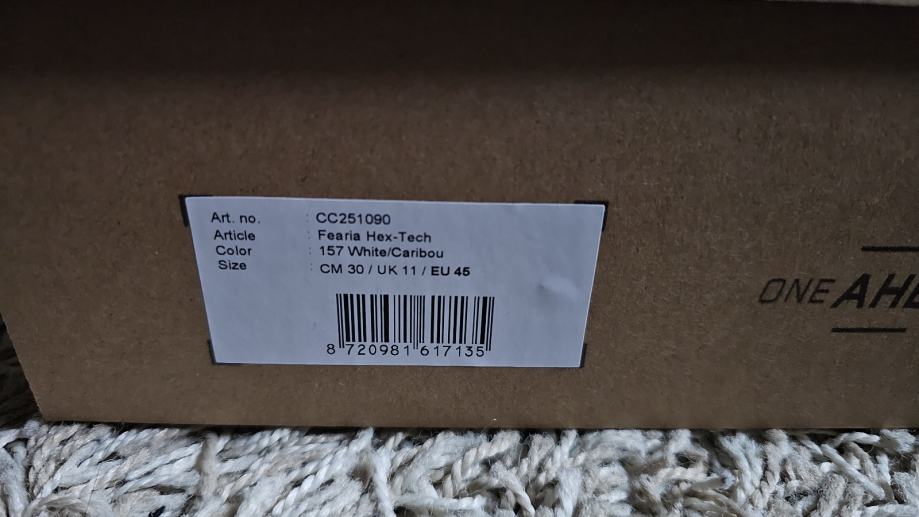 Art. no. : CC251090
Article : Fearia Hex-Tech
Color : 157 White/Caribou
Size : CM 30 / UK 11 / EU 45
8 720981 617135
ONE